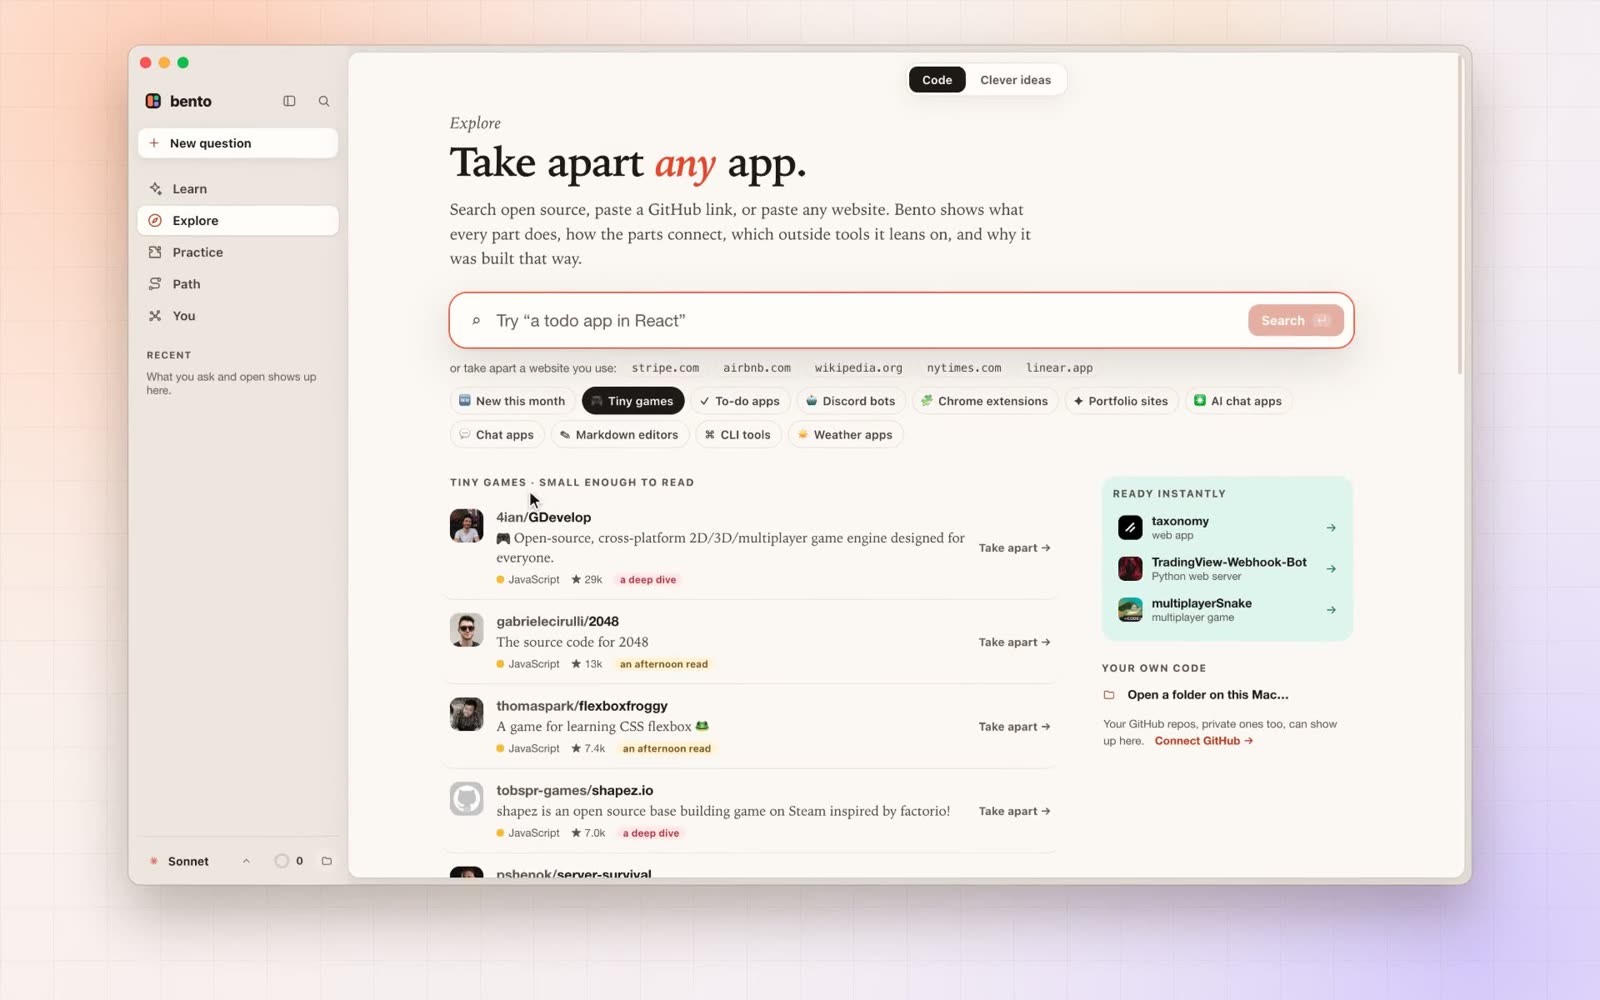 bento
New question
Learn
Explore
Practice
Path
You
RECENT
What you ask and open shows up
here.
Sonnet
0
Code
Clever ideas
Explore
Take apart any app.
Search open source, paste a GitHub link, or paste any website. Bento shows what
every part does, how the parts connect, which outside tools it leans on, and why it
was built that way.
Try “a todo app in React”
Search
or take apart a website you use: stripe.com airbnb.com wikipedia.org nytimes.com linear.app
New this month
Tiny games
To-do apps
Discord bots
Chrome extensions
Portfolio sites
AI chat apps
Chat apps
Markdown editors
CLI tools
Weather apps
TINY GAMES · SMALL ENOUGH TO READ
4ian/GDevelop
🎮 Open-source, cross-platform 2D/3D/multiplayer game engine designed for
everyone.
Take apart →
JavaScript ★ 29k a deep dive
gabrielecirulli/2048
The source code for 2048
Take apart →
JavaScript ★ 13k an afternoon read
thomaspark/flexboxfroggy
A game for learning CSS flexbox 🐸
Take apart →
JavaScript ★ 7.4k an afternoon read
tobspr-games/shapez.io
shapez is an open source base building game on Steam inspired by factorio!
Take apart →
JavaScript ★ 7.0k a deep dive
pshenok/server-survival
READY INSTANTLY
taxonomy
web app
TradingView-Webhook-Bot
Python web server
multiplayerSnake
multiplayer game
YOUR OWN CODE
Open a folder on this Mac...
Your GitHub repos, private ones too, can show
up here. Connect GitHub →